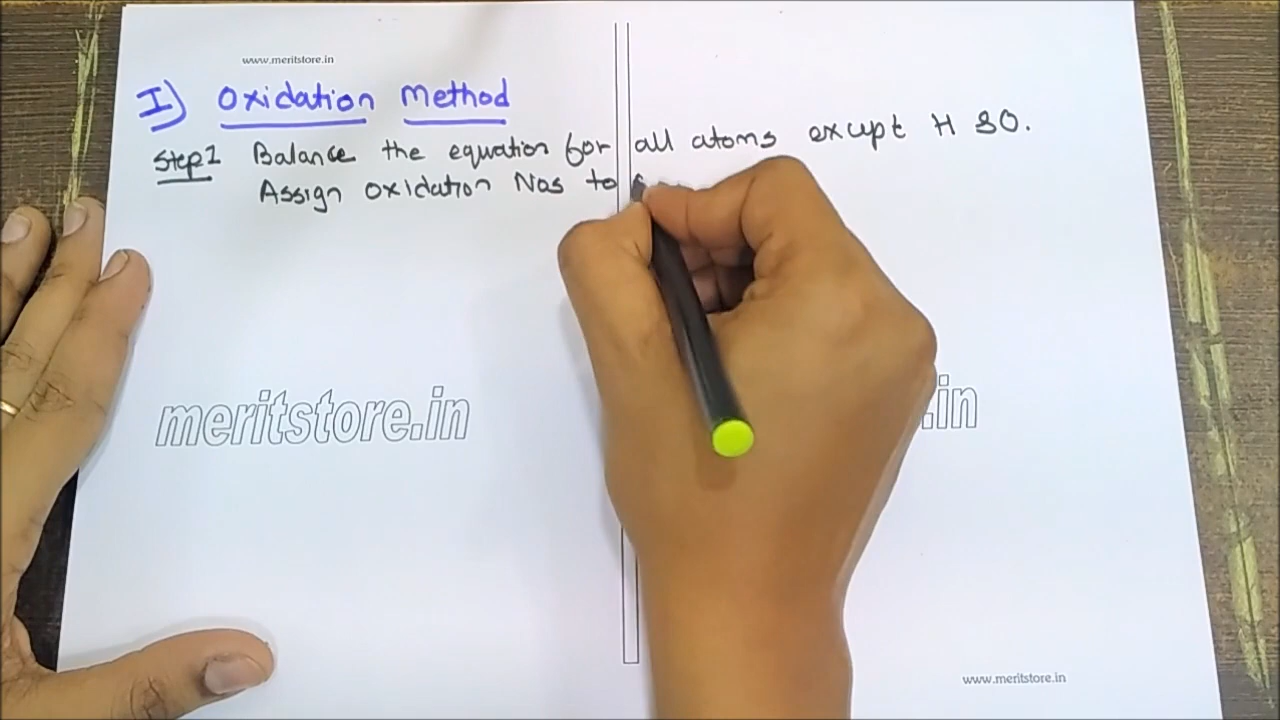 www.meritstore.in
I) Oxidation Method
Step1 Balance the equation for all atoms except H & O.
Assign oxidation Nos to
meritstore.in
.in
www.meritstore.in